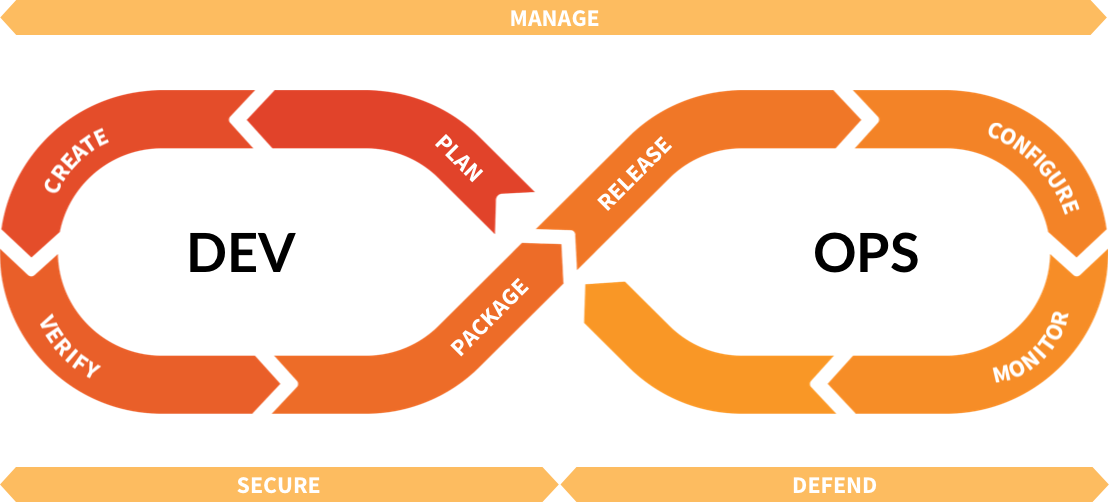 MANAGE
PLAN
CREATE
RELEASE
CONFIGURE
DEV
OPS
VERIFY
PACKAGE
MONITOR
SECURE
DEFEND